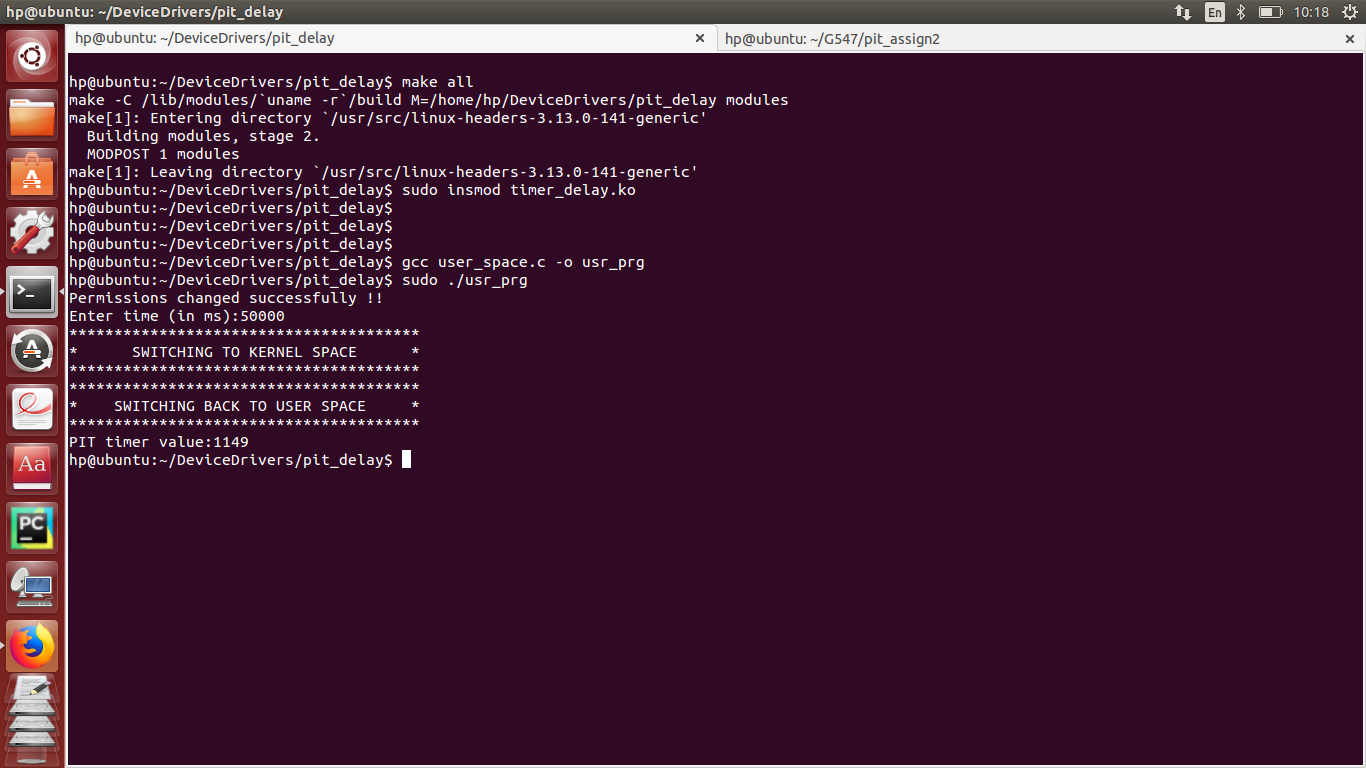 hp@ubuntu: ~/DeviceDrivers/pit_delay
En
10:18
hp@ubuntu: ~/DeviceDrivers/pit_delay
hp@ubuntu: ~/G547/pit_assign2
hp@ubuntu:~/DeviceDrivers/pit_delay$ make all
make -C /lib/modules/`uname -r`/build M=/home/hp/DeviceDrivers/pit_delay modules
make[1]: Entering directory `/usr/src/linux-headers-3.13.0-141-generic'
  Building modules, stage 2.
  MODPOST 1 modules
make[1]: Leaving directory `/usr/src/linux-headers-3.13.0-141-generic'
hp@ubuntu:~/DeviceDrivers/pit_delay$ sudo insmod timer_delay.ko
hp@ubuntu:~/DeviceDrivers/pit_delay$
hp@ubuntu:~/DeviceDrivers/pit_delay$
hp@ubuntu:~/DeviceDrivers/pit_delay$
hp@ubuntu:~/DeviceDrivers/pit_delay$ gcc user_space.c -o usr_prg
hp@ubuntu:~/DeviceDrivers/pit_delay$ sudo ./usr_prg
Permissions changed successfully !!
Enter time (in ms):50000
***************************************
*      SWITCHING TO KERNEL SPACE      *
***************************************
***************************************
*    SWITCHING BACK TO USER SPACE     *
***************************************
PIT timer value:1149
hp@ubuntu:~/DeviceDrivers/pit_delay$
Aa
PC